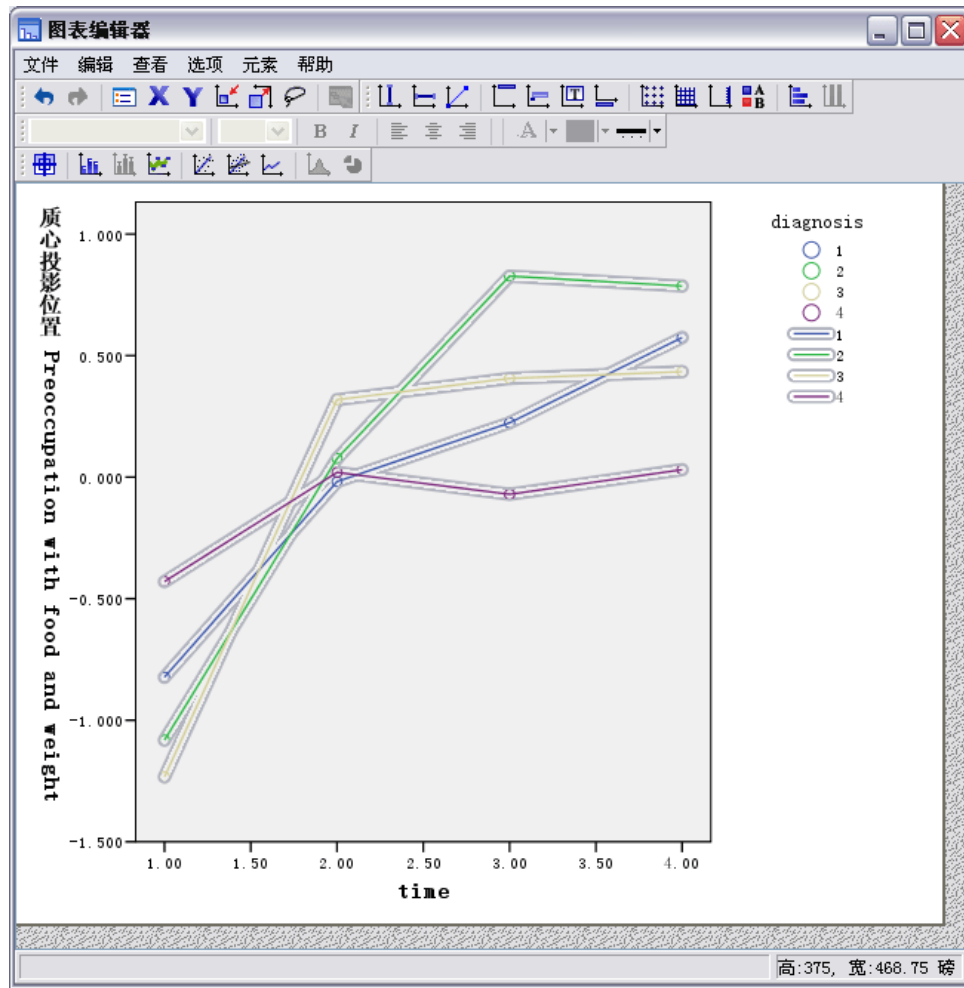 图表编辑器
文件 编辑 查看 选项 元素 帮助
B I A
质心投影位置 Preoccupation with food and weight
1.000
0.500
0.000
-0.500
-1.000
-1.500
1.00 1.50 2.00 2.50 3.00 3.50 4.00
time
diagnosis
1
2
3
4
1
2
3
4
高:375, 宽:468.75 磅